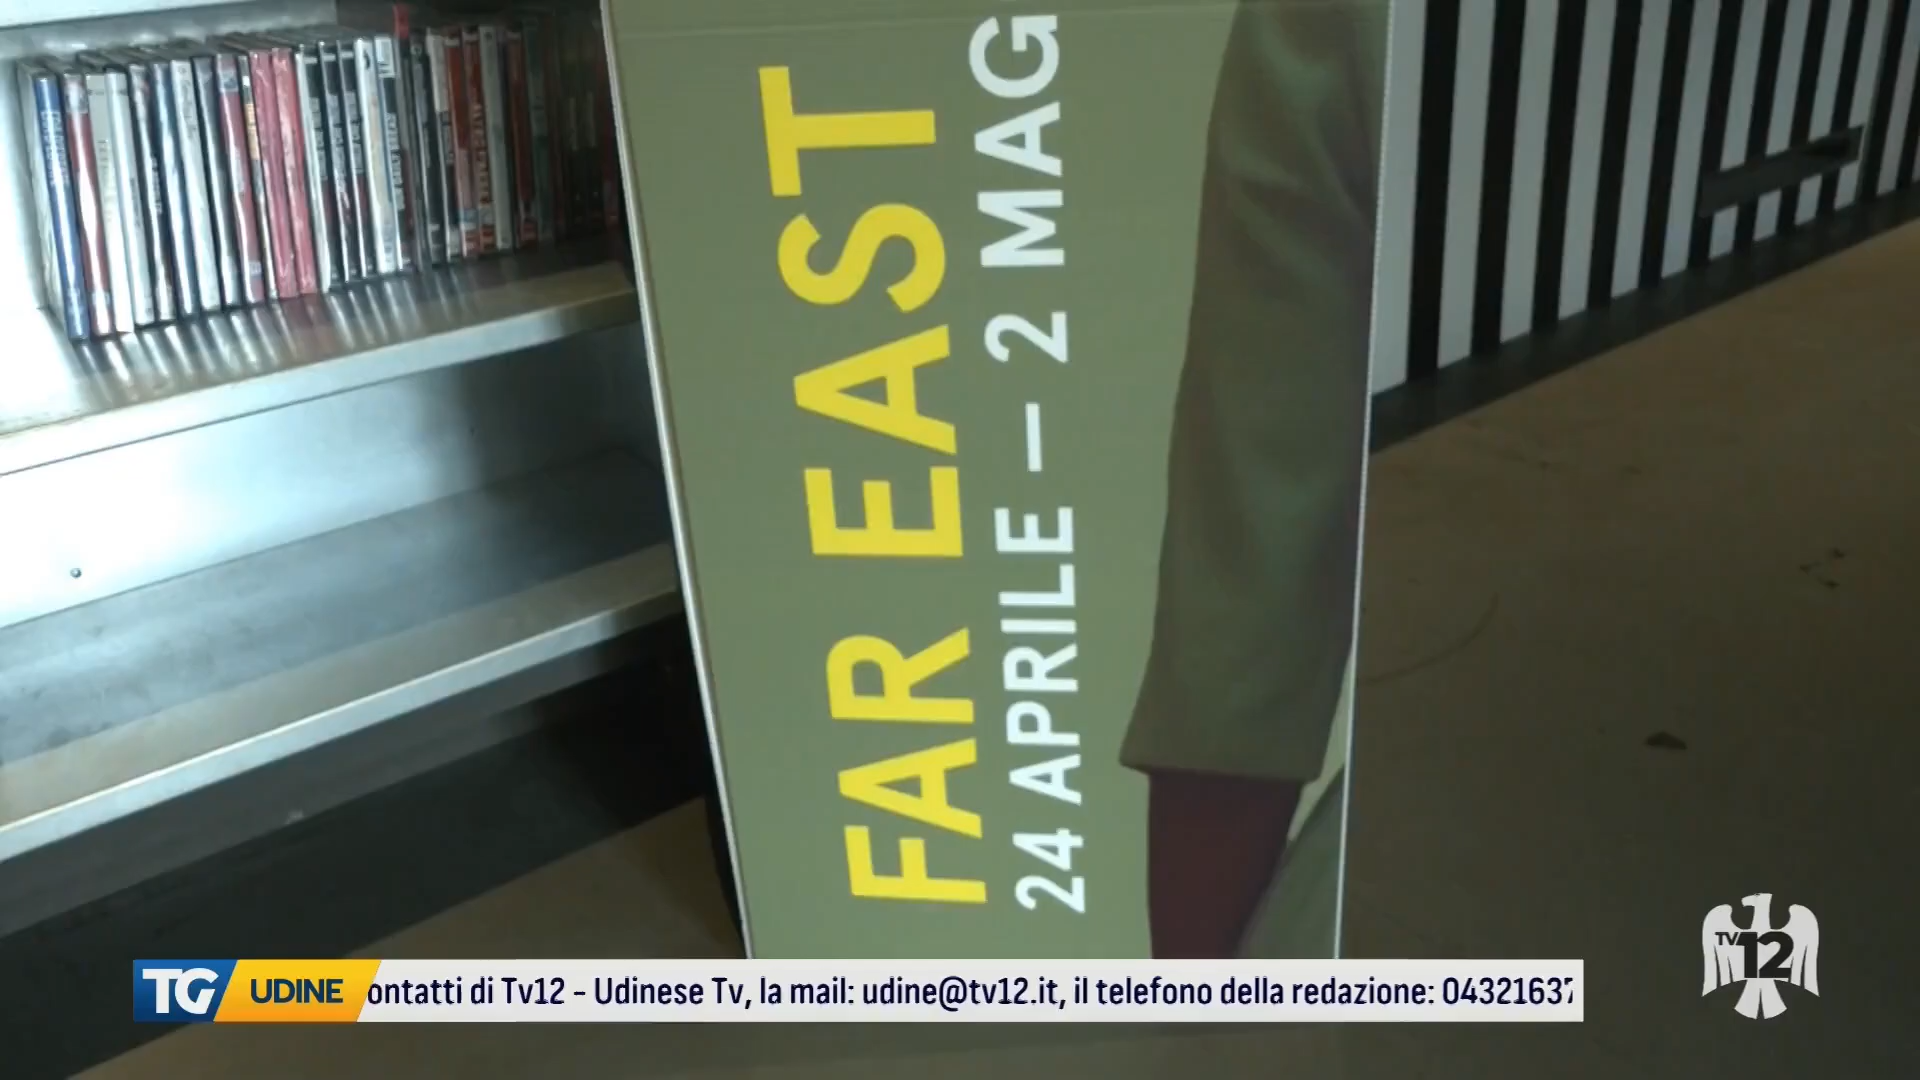 FAR EAST
24 APRILE — 2 MAG
TG UDINE
ontatti di Tv12 - Udinese Tv, la mail: udine@tv12.it, il telefono della redazione: 04321637
TV 12